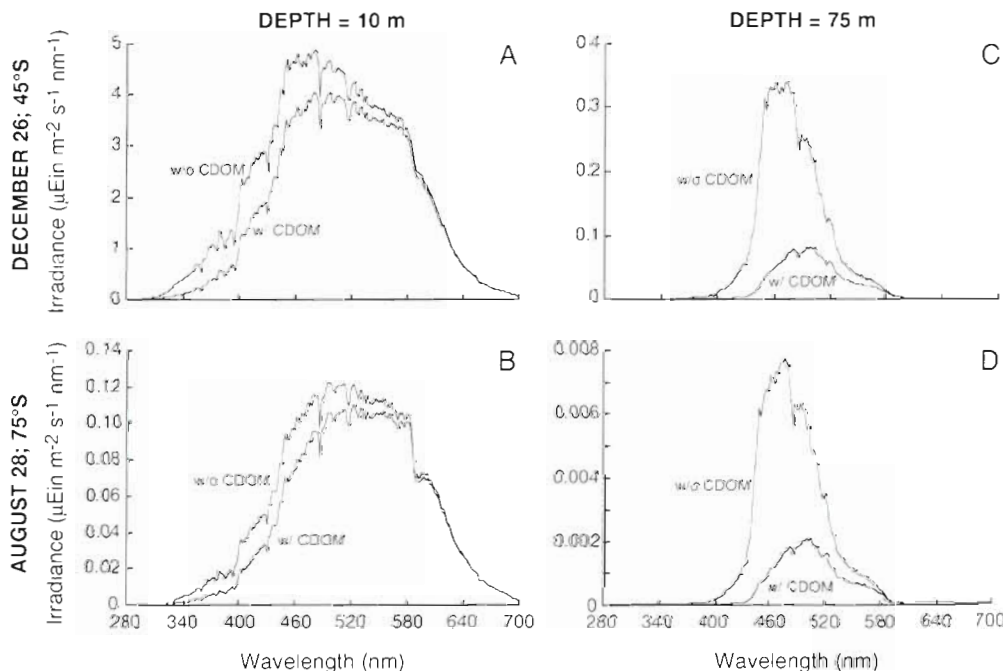 DEPTH = 10 m
DEPTH = 75 m
DECEMBER 26; 45°S
Irradiance (µEin m-2 s-1 nm-1)
5
4
3
2
1
0
A
w/o CDOM
w/ CDOM
0.4
0.3
0.2
0.1
0
C
w/o CDOM
w/ CDOM
AUGUST 28; 75°S
Irradiance (µEin m-2 s-1 nm-1)
0.14
0.12
0.10
0.08
0.06
0.04
0.02
0
B
w/o CDOM
w/ CDOM
280 340 400 460 520 580 640 700
Wavelength (nm)
0.008
0.006
0.004
0.002
0
D
w/o CDOM
w/ CDOM
280 340 400 460 520 580 640 700
Wavelength (nm)